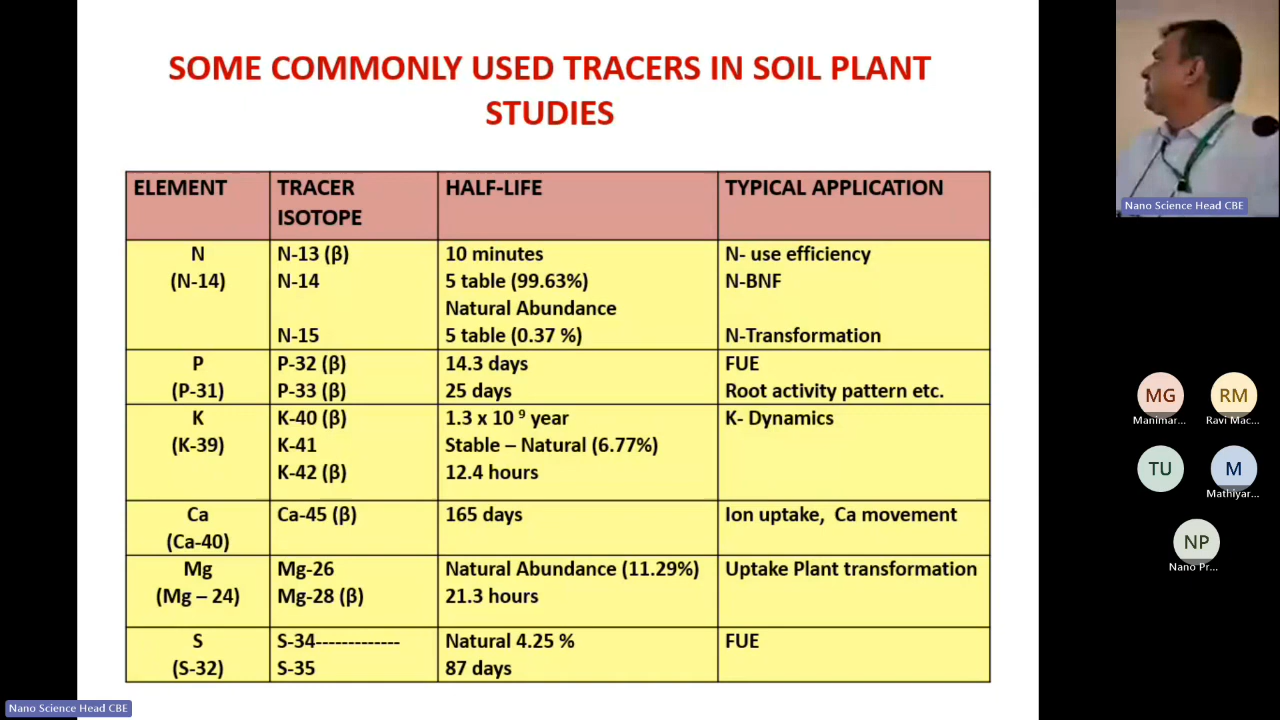 SOME COMMONLY USED TRACERS IN SOIL PLANT
STUDIES
ELEMENT TRACER ISOTOPE HALF-LIFE TYPICAL APPLICATION
N N-13 (β) 10 minutes N- use efficiency
(N-14) N-14 5 table (99.63%) N-BNF
Natural Abundance
N-15 5 table (0.37 %) N-Transformation
P P-32 (β) 14.3 days FUE
(P-31) P-33 (β) 25 days Root activity pattern etc.
K K-40 (β) 1.3 x 10 ⁹ year K- Dynamics
(K-39) K-41 Stable – Natural (6.77%)
K-42 (β) 12.4 hours
Ca Ca-45 (β) 165 days Ion uptake, Ca movement
(Ca-40)
Mg Mg-26 Natural Abundance (11.29%) Uptake Plant transformation
(Mg – 24) Mg-28 (β) 21.3 hours
S S-34------------- Natural 4.25 % FUE
(S-32) S-35 87 days
Nano Science Head CBE
MG RM
Manimar... Ravi Mac...
TU M
Mathiyar...
NP
Nano Pr...
Nano Science Head CBE